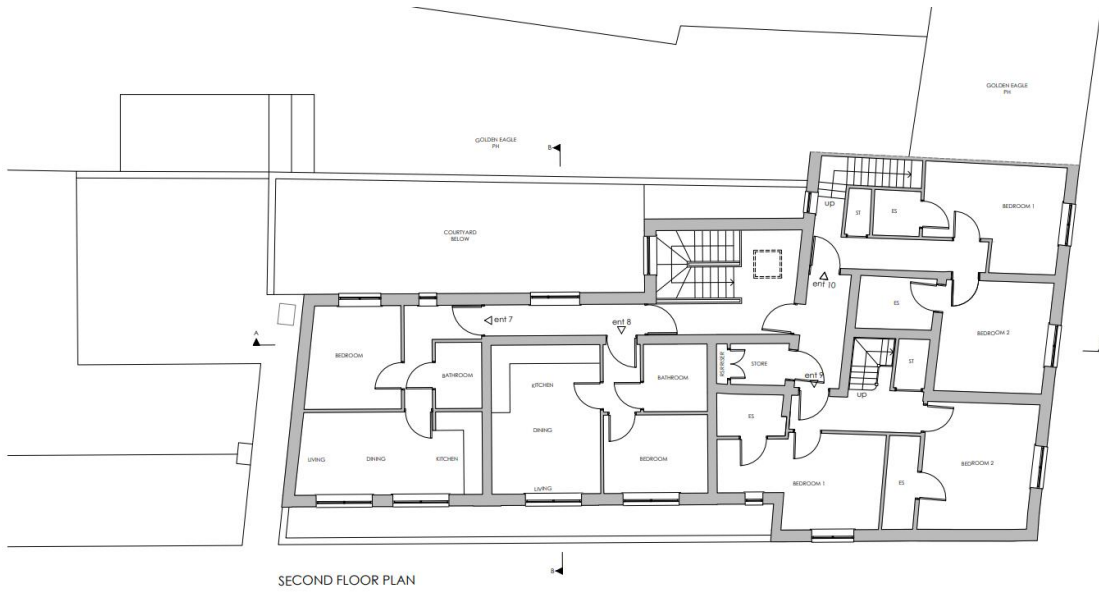 GOLDEN EAGLE
PH
GOLDEN EAGLE
PH
B
BEDROOM 1
up
ST
ES
COURTYARD
BELOW
ent 10
ent 7
ent 8
ES
BEDROOM 2
A
BEDROOM
BATHROOM
KITCHEN
BATHROOM
RISER
STORE
ST
ent 9
up
ES
DINING
LIVING
DINING
KITCHEN
BEDROOM
LIVING
BEDROOM 1
ES
BEDROOM 2
B
SECOND FLOOR PLAN